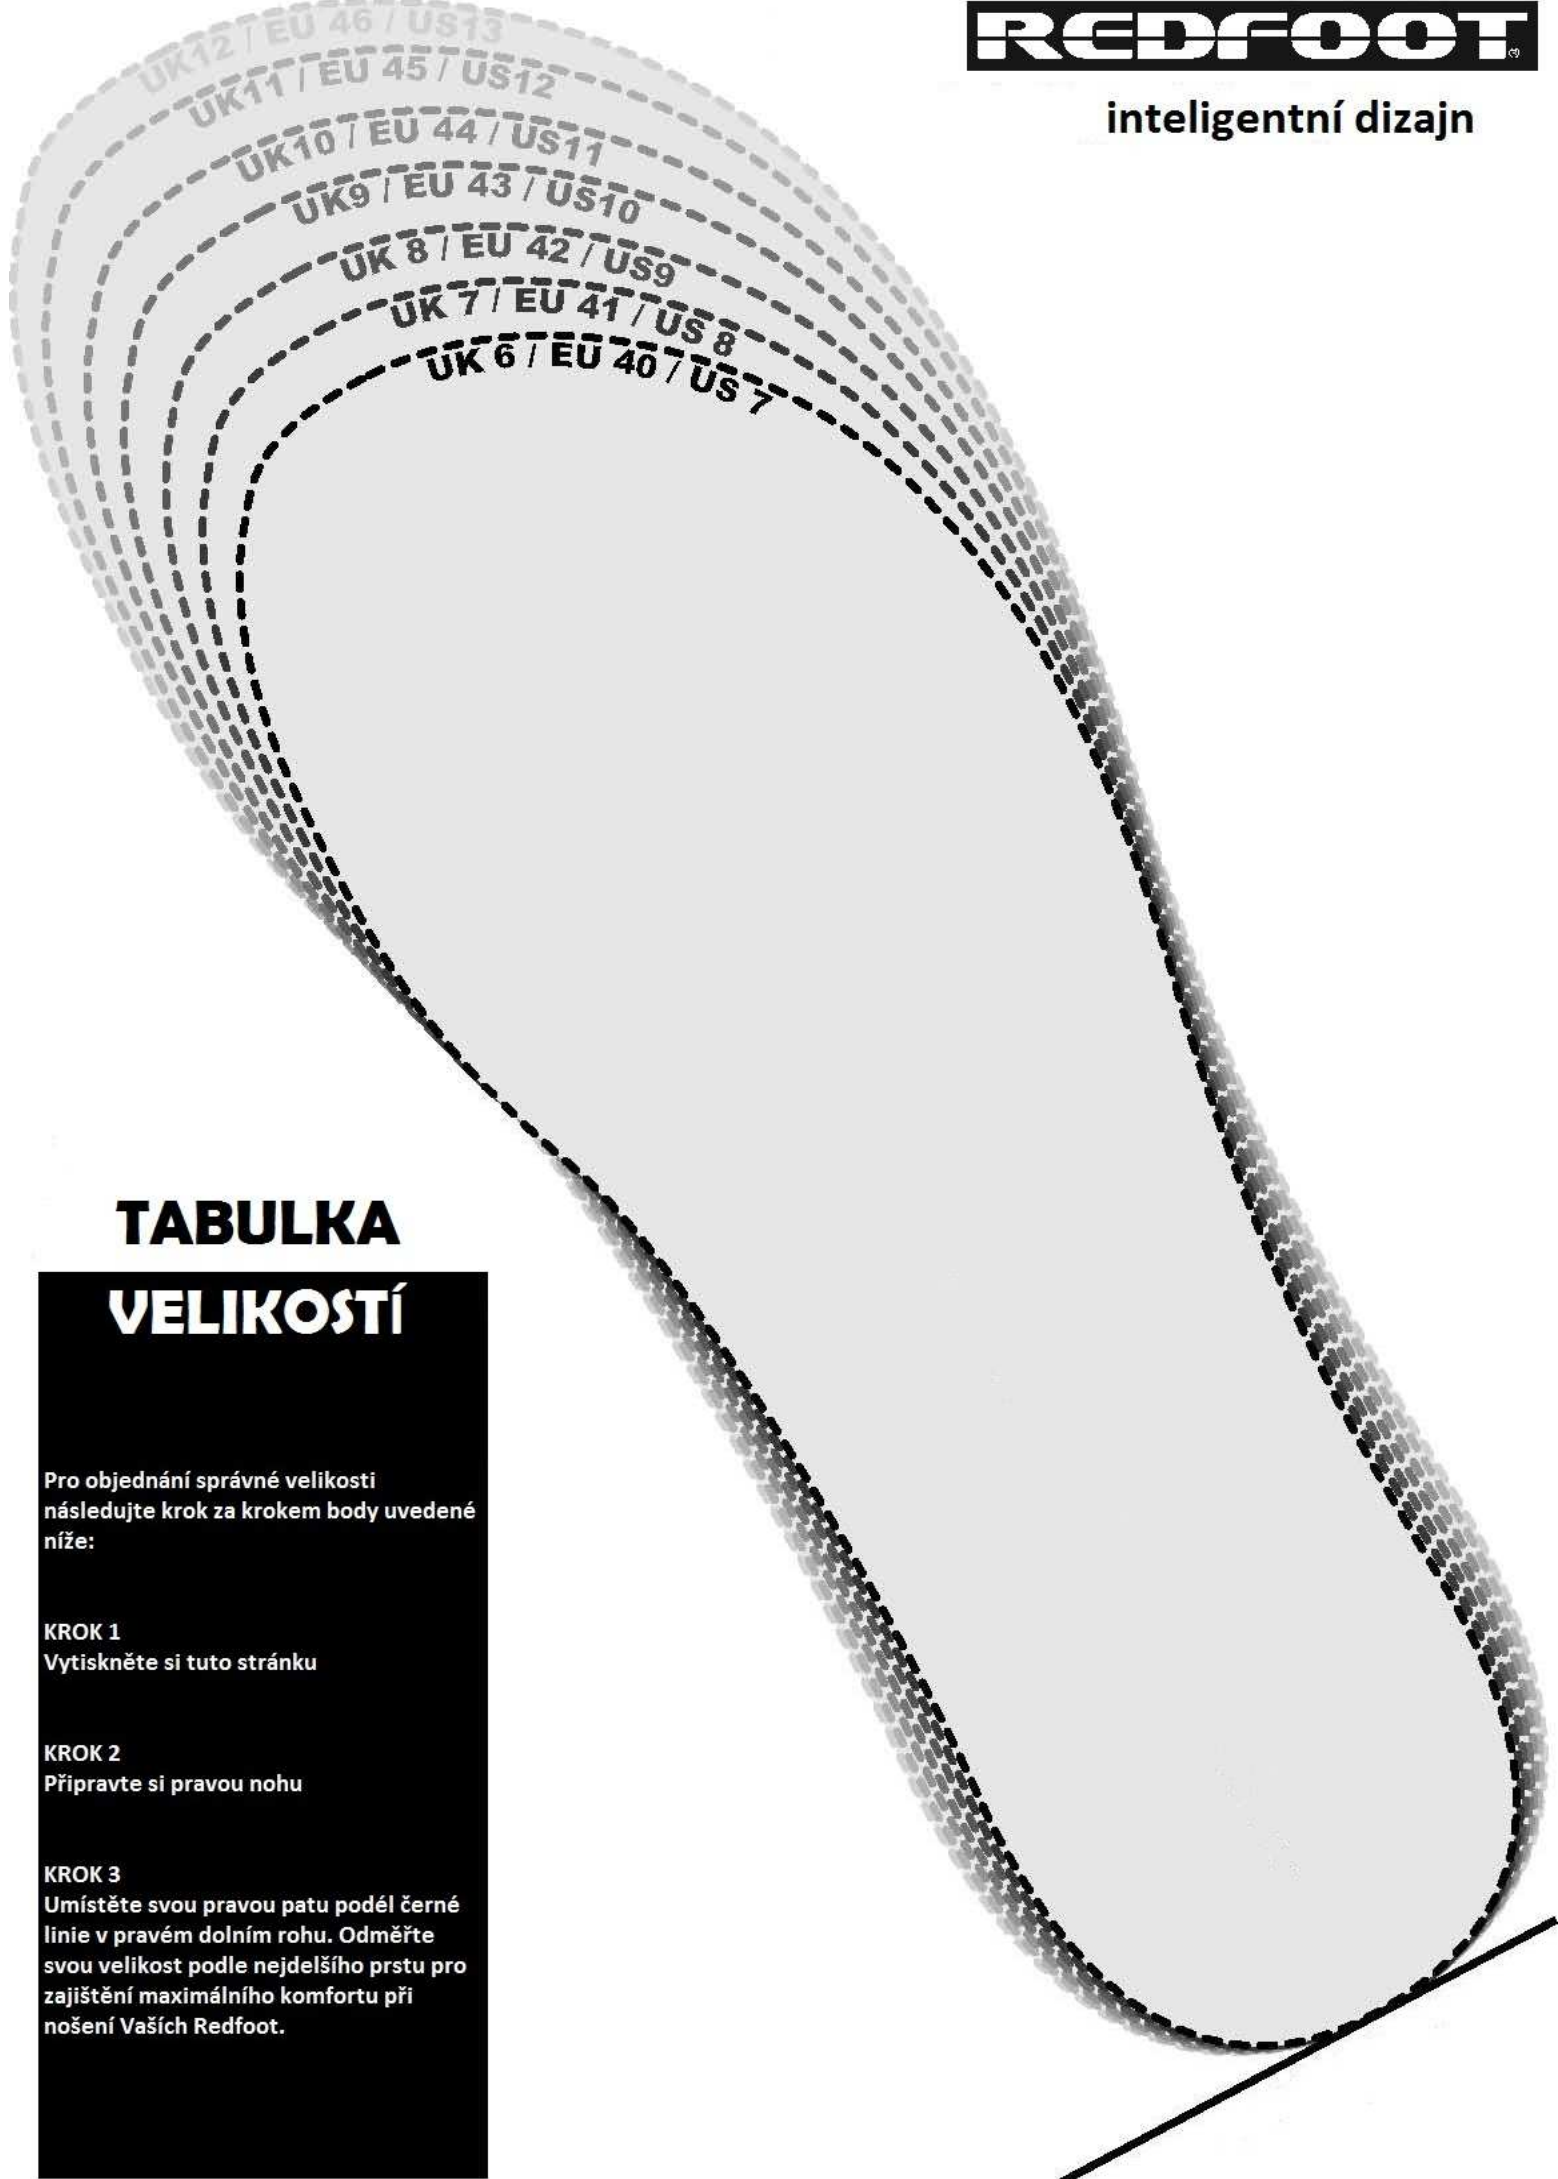 REDFOOT®
inteligentní dizajn
UK12 / EU 46 / US13
UK11 / EU 45 / US12
UK10 / EU 44 / US11
UK9 / EU 43 / US10
UK 8 / EU 42 / US9
UK 7 / EU 41 / US 8
UK 6 / EU 40 / US 7
TABULKA
VELIKOSTÍ
Pro objednání správné velikosti
následujte krok za krokem body uvedené
níže:
KROK 1
Vytiskněte si tuto stránku
KROK 2
Připravte si pravou nohu
KROK 3
Umístěte svou pravou patu podél černé
linie v pravém dolním rohu. Odměřte
svou velikost podle nejdelšího prstu pro
zajištění maximálního komfortu při
nošení Vaších Redfoot.